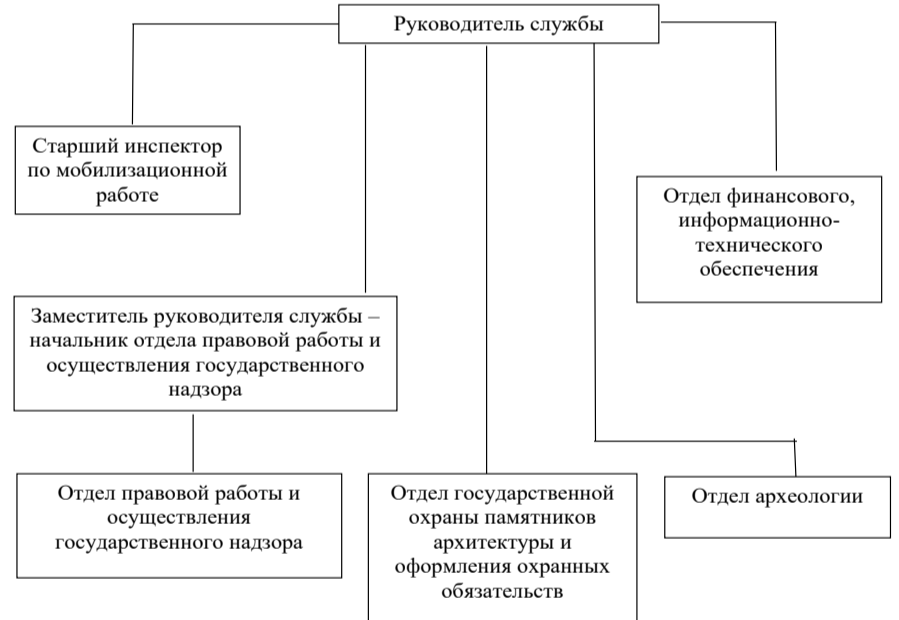 Руководитель службы
Старший инспектор
по мобилизационной
работе
Отдел финансового,
информационно-
технического
обеспечения
Заместитель руководителя службы –
начальник отдела правовой работы и
осуществления государственного
надзора
Отдел правовой работы и
осуществления
государственного надзора
Отдел государственной
охраны памятников
архитектуры и
оформления охранных
обязательств
Отдел археологии